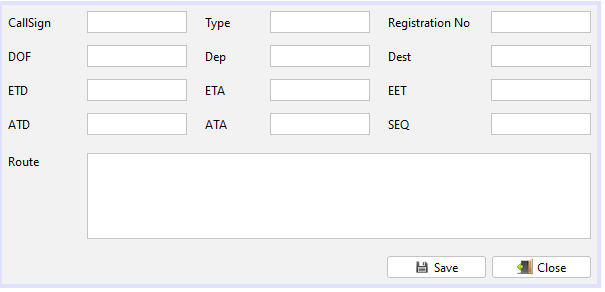 CallSign Type Registration No
DOF Dep Dest
ETD ETA EET
ATD ATA SEQ
Route
Save Close